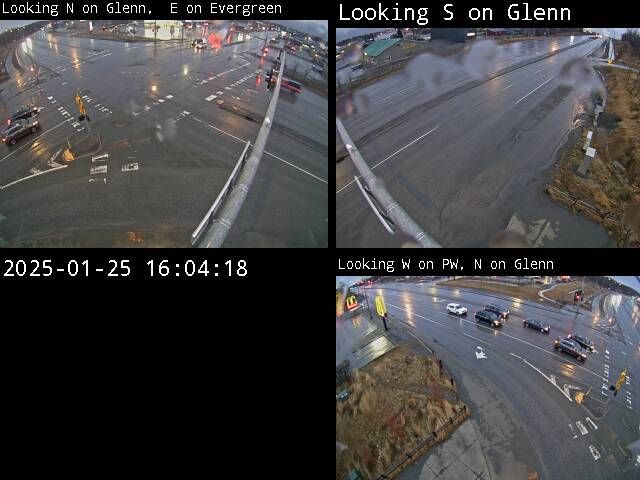 Looking N on Glenn, E on Evergreen
Looking S on Glenn
2025-01-25 16:04:18
Looking W on PW, N on Glenn